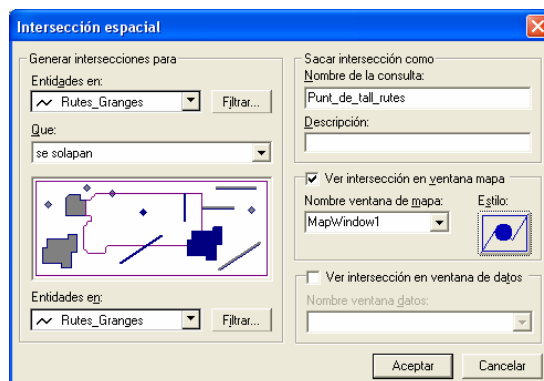 Intersección espacial
Generar intersecciones para
Entidades en:
Rutes_Granges
Filtrar...
Que:
se solapan
Entidades en:
Rutes_Granges
Filtrar...
Sacar intersección como
Nombre de la consulta:
Punt_de_tall_rutes
Descripción:
Ver intersección en ventana mapa
Nombre ventana de mapa:
Estilo:
MapWindow1
Ver intersección en ventana de datos
Nombre ventana datos:
Aceptar
Cancelar